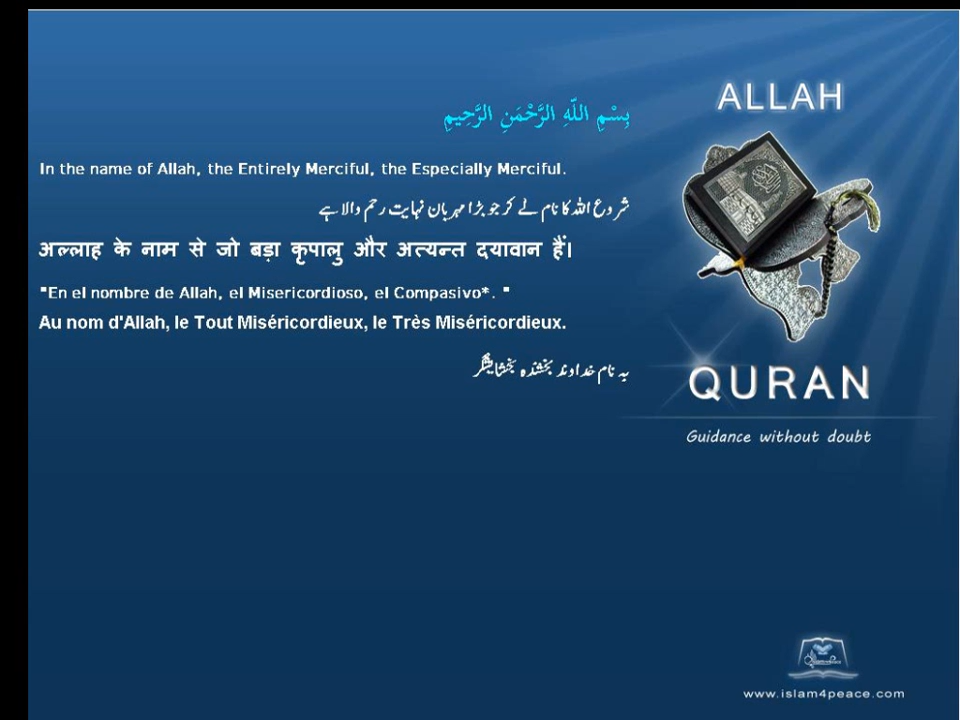 بِسْمِ اللَّهِ الرَّحْمَنِ الرَّحِيمِ
In the name of Allah, the Entirely Merciful, the Especially Merciful.
شروع الله کا نام لے کر جو بڑا مہربان نہایت رحم والا ہے
अल्लाह के नाम से जो बड़ा कृपालु और अत्यन्त दयावान हैं।
"En el nombre de Allah, el Misericordioso, el Compasivo*. "
Au nom d'Allah, le Tout Miséricordieux, le Très Miséricordieux.
به نام خداوند بخشنده بخشایشگر
ALLAH
QURAN
Guidance without doubt
www.islam4peace.com